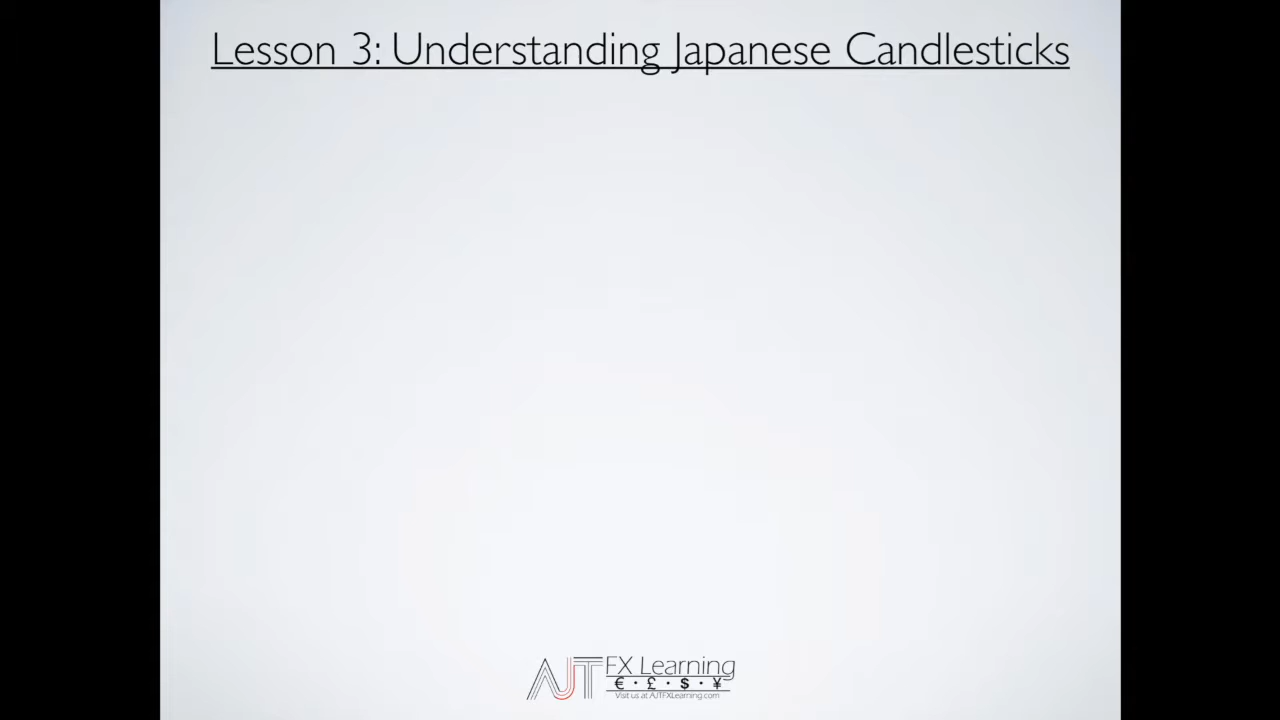 Lesson 3: Understanding Japanese Candlesticks
AJT FX Learning
€ · £ · $ · ¥
Visit us at AJTFXLearning.com